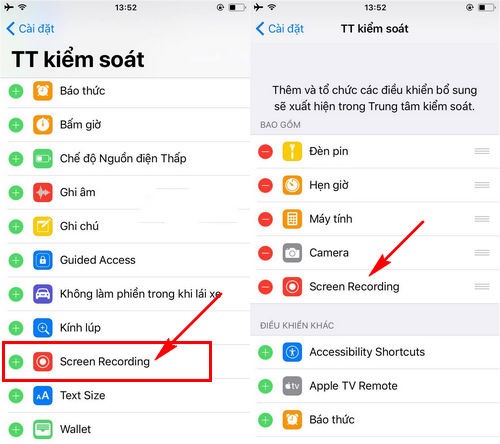 13:52
Cài đặt
TT kiểm soát
Báo thức
Bấm giờ
Chế độ Nguồn điện Thấp
Ghi âm
Ghi chú
Guided Access
Không làm phiền trong khi lái xe
Kính lúp
Screen Recording
AA Text Size
Wallet
13:52
Cài đặt TT kiểm soát
Thêm và tổ chức các điều khiển bổ sung
sẽ xuất hiện trong Trung tâm kiểm soát.
BAO GỒM
Đèn pin
Hẹn giờ
Máy tính
Camera
Screen Recording
ĐIỀU KHIỂN KHÁC
Accessibility Shortcuts
tv Apple TV Remote
Báo thức